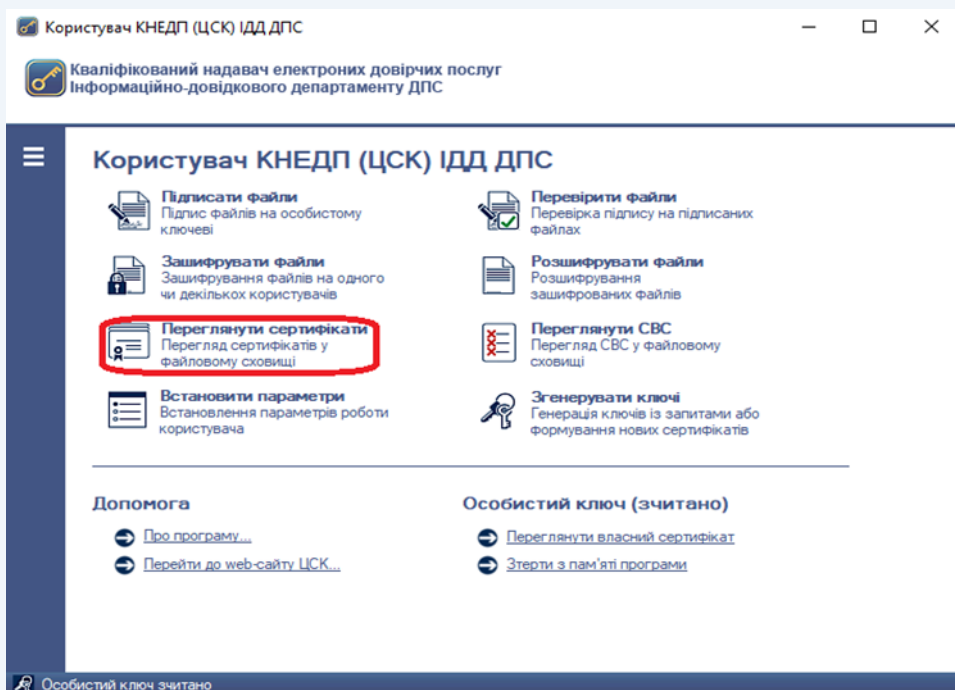 Користувач КНЕДП (ЦСК) ІДД ДПС
Кваліфікований надавач електроних довірчих послуг
Інформаційно-довідкового департаменту ДПС
Користувач КНЕДП (ЦСК) ІДД ДПС
Підписати файли
Підпис файлів на особистому
ключеві
Перевірити файли
Перевірка підпису на підписаних
файлах
Зашифрувати файли
Зашифрування файлів на одного
чи декількох користувачів
Розшифрувати файли
Розшифрування
зашифрованих файлів
Переглянути сертифікати
Перегляд сертифікатів у
файловому сховищі
Переглянути СВС
Перегляд СВС у файловому
сховищі
Встановити параметри
Встановлення параметрів роботи
користувача
Згенерувати ключі
Генерація ключів із запитами або
формування нових сертифікатів
Допомога
Про програму...
Перейти до web-сайту ЦСК...
Особистий ключ (зчитано)
Переглянути власний сертифікат
Зтерти з пам'яті програми
Особистий ключ зчитано